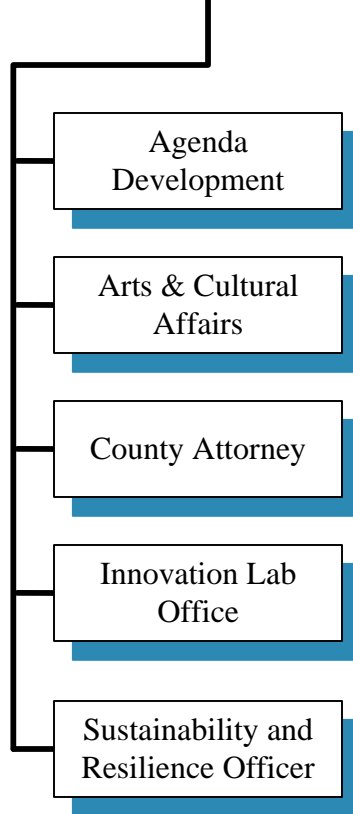 Agenda
Development
Arts & Cultural
Affairs
County Attorney
Innovation Lab
Office
Sustainability and
Resilience Officer